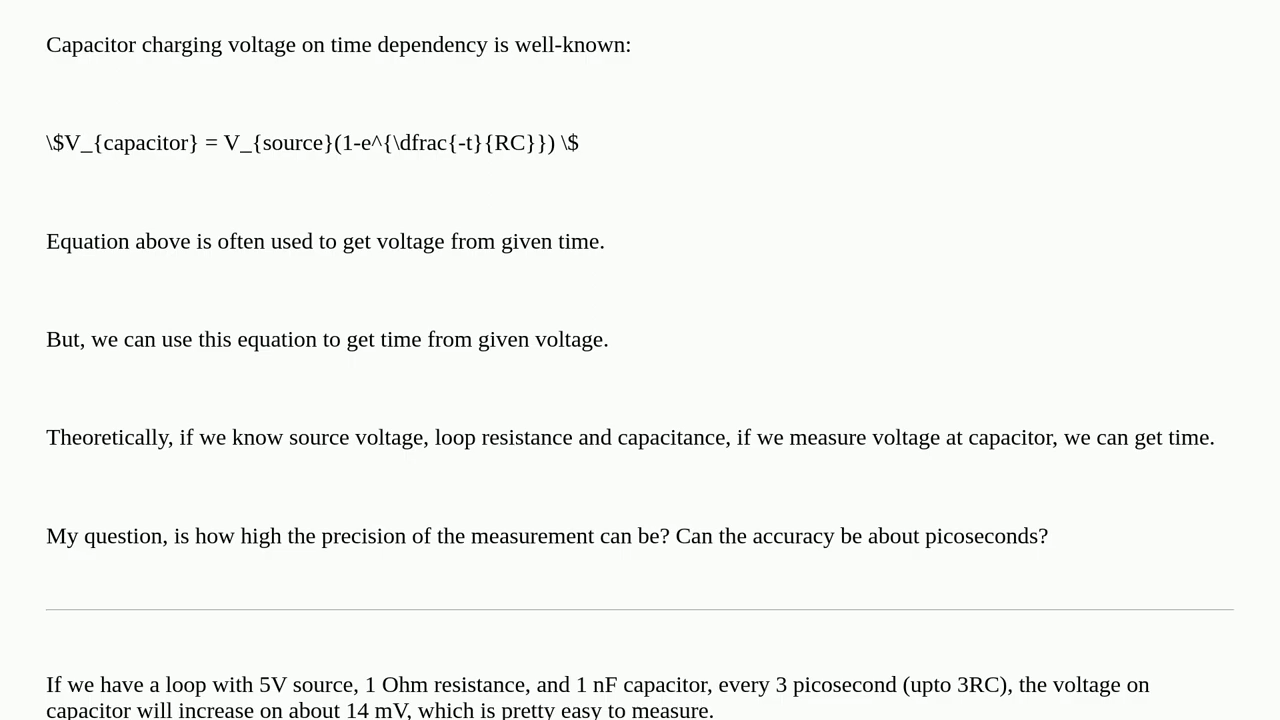 Capacitor charging voltage on time dependency is well-known:
\$V_{capacitor} = V_{source}(1-e^{\dfrac{-t}{RC}}) \$
Equation above is often used to get voltage from given time.
But, we can use this equation to get time from given voltage.
Theoretically, if we know source voltage, loop resistance and capacitance, if we measure voltage at capacitor, we can get time.
My question, is how high the precision of the measurement can be? Can the accuracy be about picoseconds?
If we have a loop with 5V source, 1 Ohm resistance, and 1 nF capacitor, every 3 picosecond (upto 3RC), the voltage on
capacitor will increase on about 14 mV, which is pretty easy to measure.